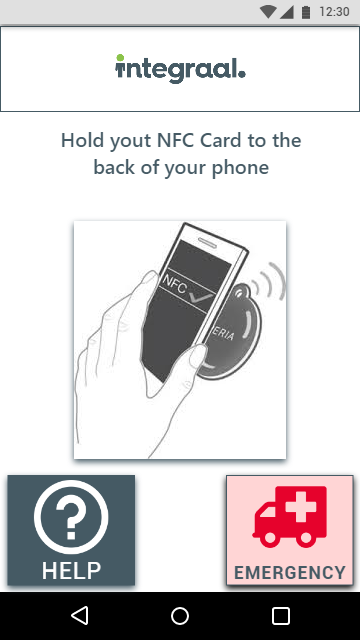 12:30
integraal.
Hold yout NFC Card to the
back of your phone
NFC
ERIA
HELP
EMERGENCY